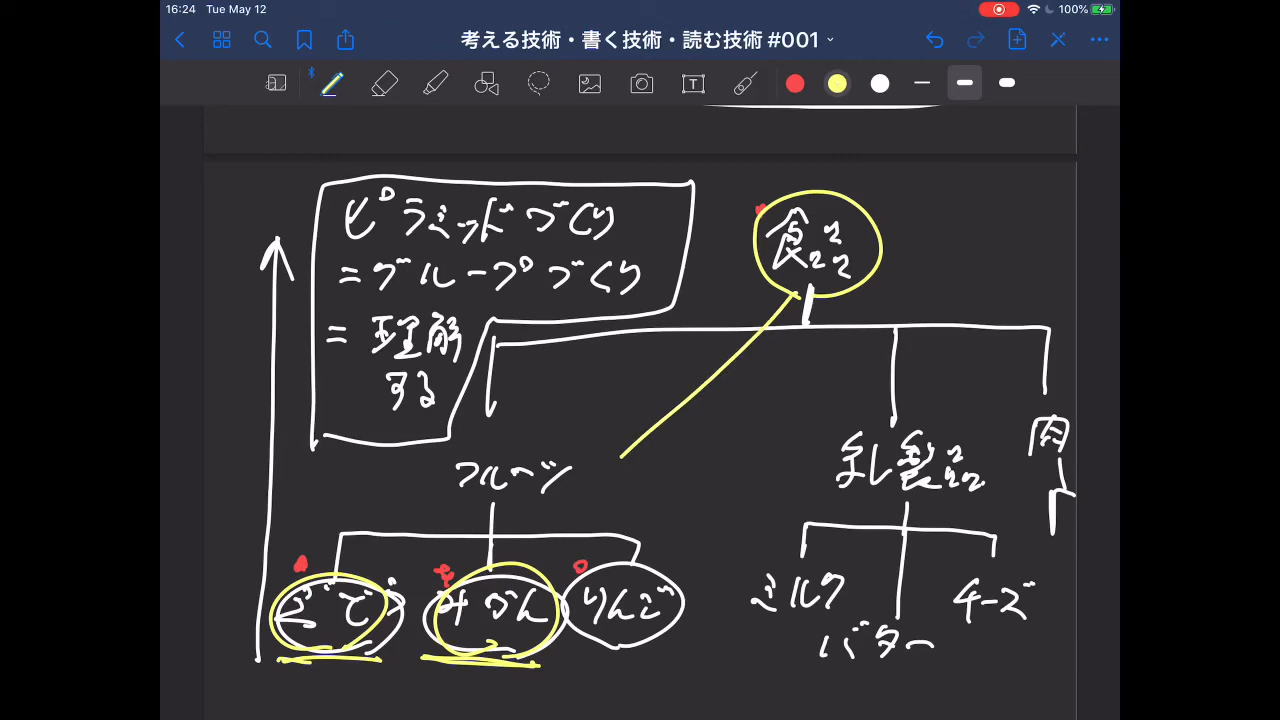 16:24 Tue May 12
100%
考える技術・書く技術・読む技術 #001
T
ピラミッドづくり
=グループづくり
=理解
する
食品
フルーツ
乳製品
肉
ぶどう
みかん
りんご
ミルク
バター
チーズ